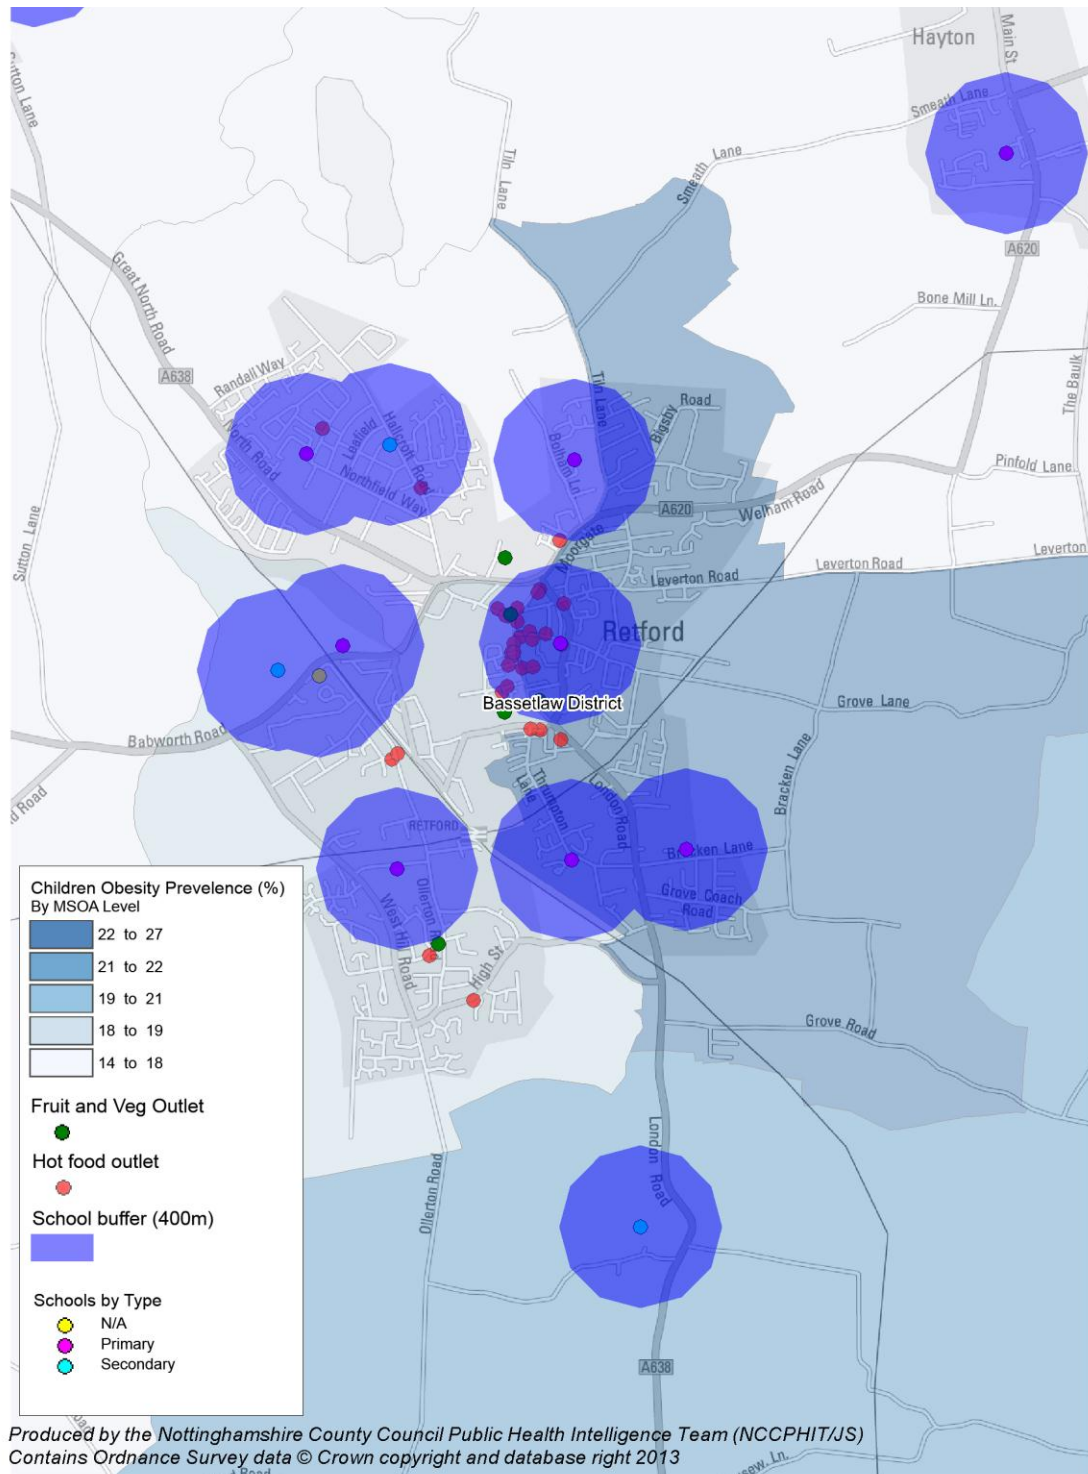 Hayton
Main St
Sutton Lane
Smeath Lane
Tiln Lane
Smeath Lane
A620
Great North Road
Bone Mill Ln.
A638
Randall Way
The Baulk
Tiln Lane
Road
Bigsby
Hallcroft Road
Leafield
North Road
Bolham Ln
Pinfold Lane
Northfield Way
A620
Welham Road
Sutton Lane
Moorgate
Leverton Road
Leverton
Leverton Road
Retford
Grove Lane
Bassetlaw District
Babworth Road
Bracken Lane
Thrumpton Lane
London Road
RETFORD
Bracken Lane
Grove Coach
Road
West Hill Road
Ollerton Rd
High St
Grove Road
London Road
Ollerton Road
A638
Children Obesity Prevelence (%)
By MSOA Level
22 to 27
21 to 22
19 to 21
18 to 19
14 to 18
Fruit and Veg Outlet
Hot food outlet
School buffer (400m)
Schools by Type
N/A
Primary
Secondary
Produced by the Nottinghamshire County Council Public Health Intelligence Team (NCCPHIT/JS)
Contains Ordnance Survey data © Crown copyright and database right 2013